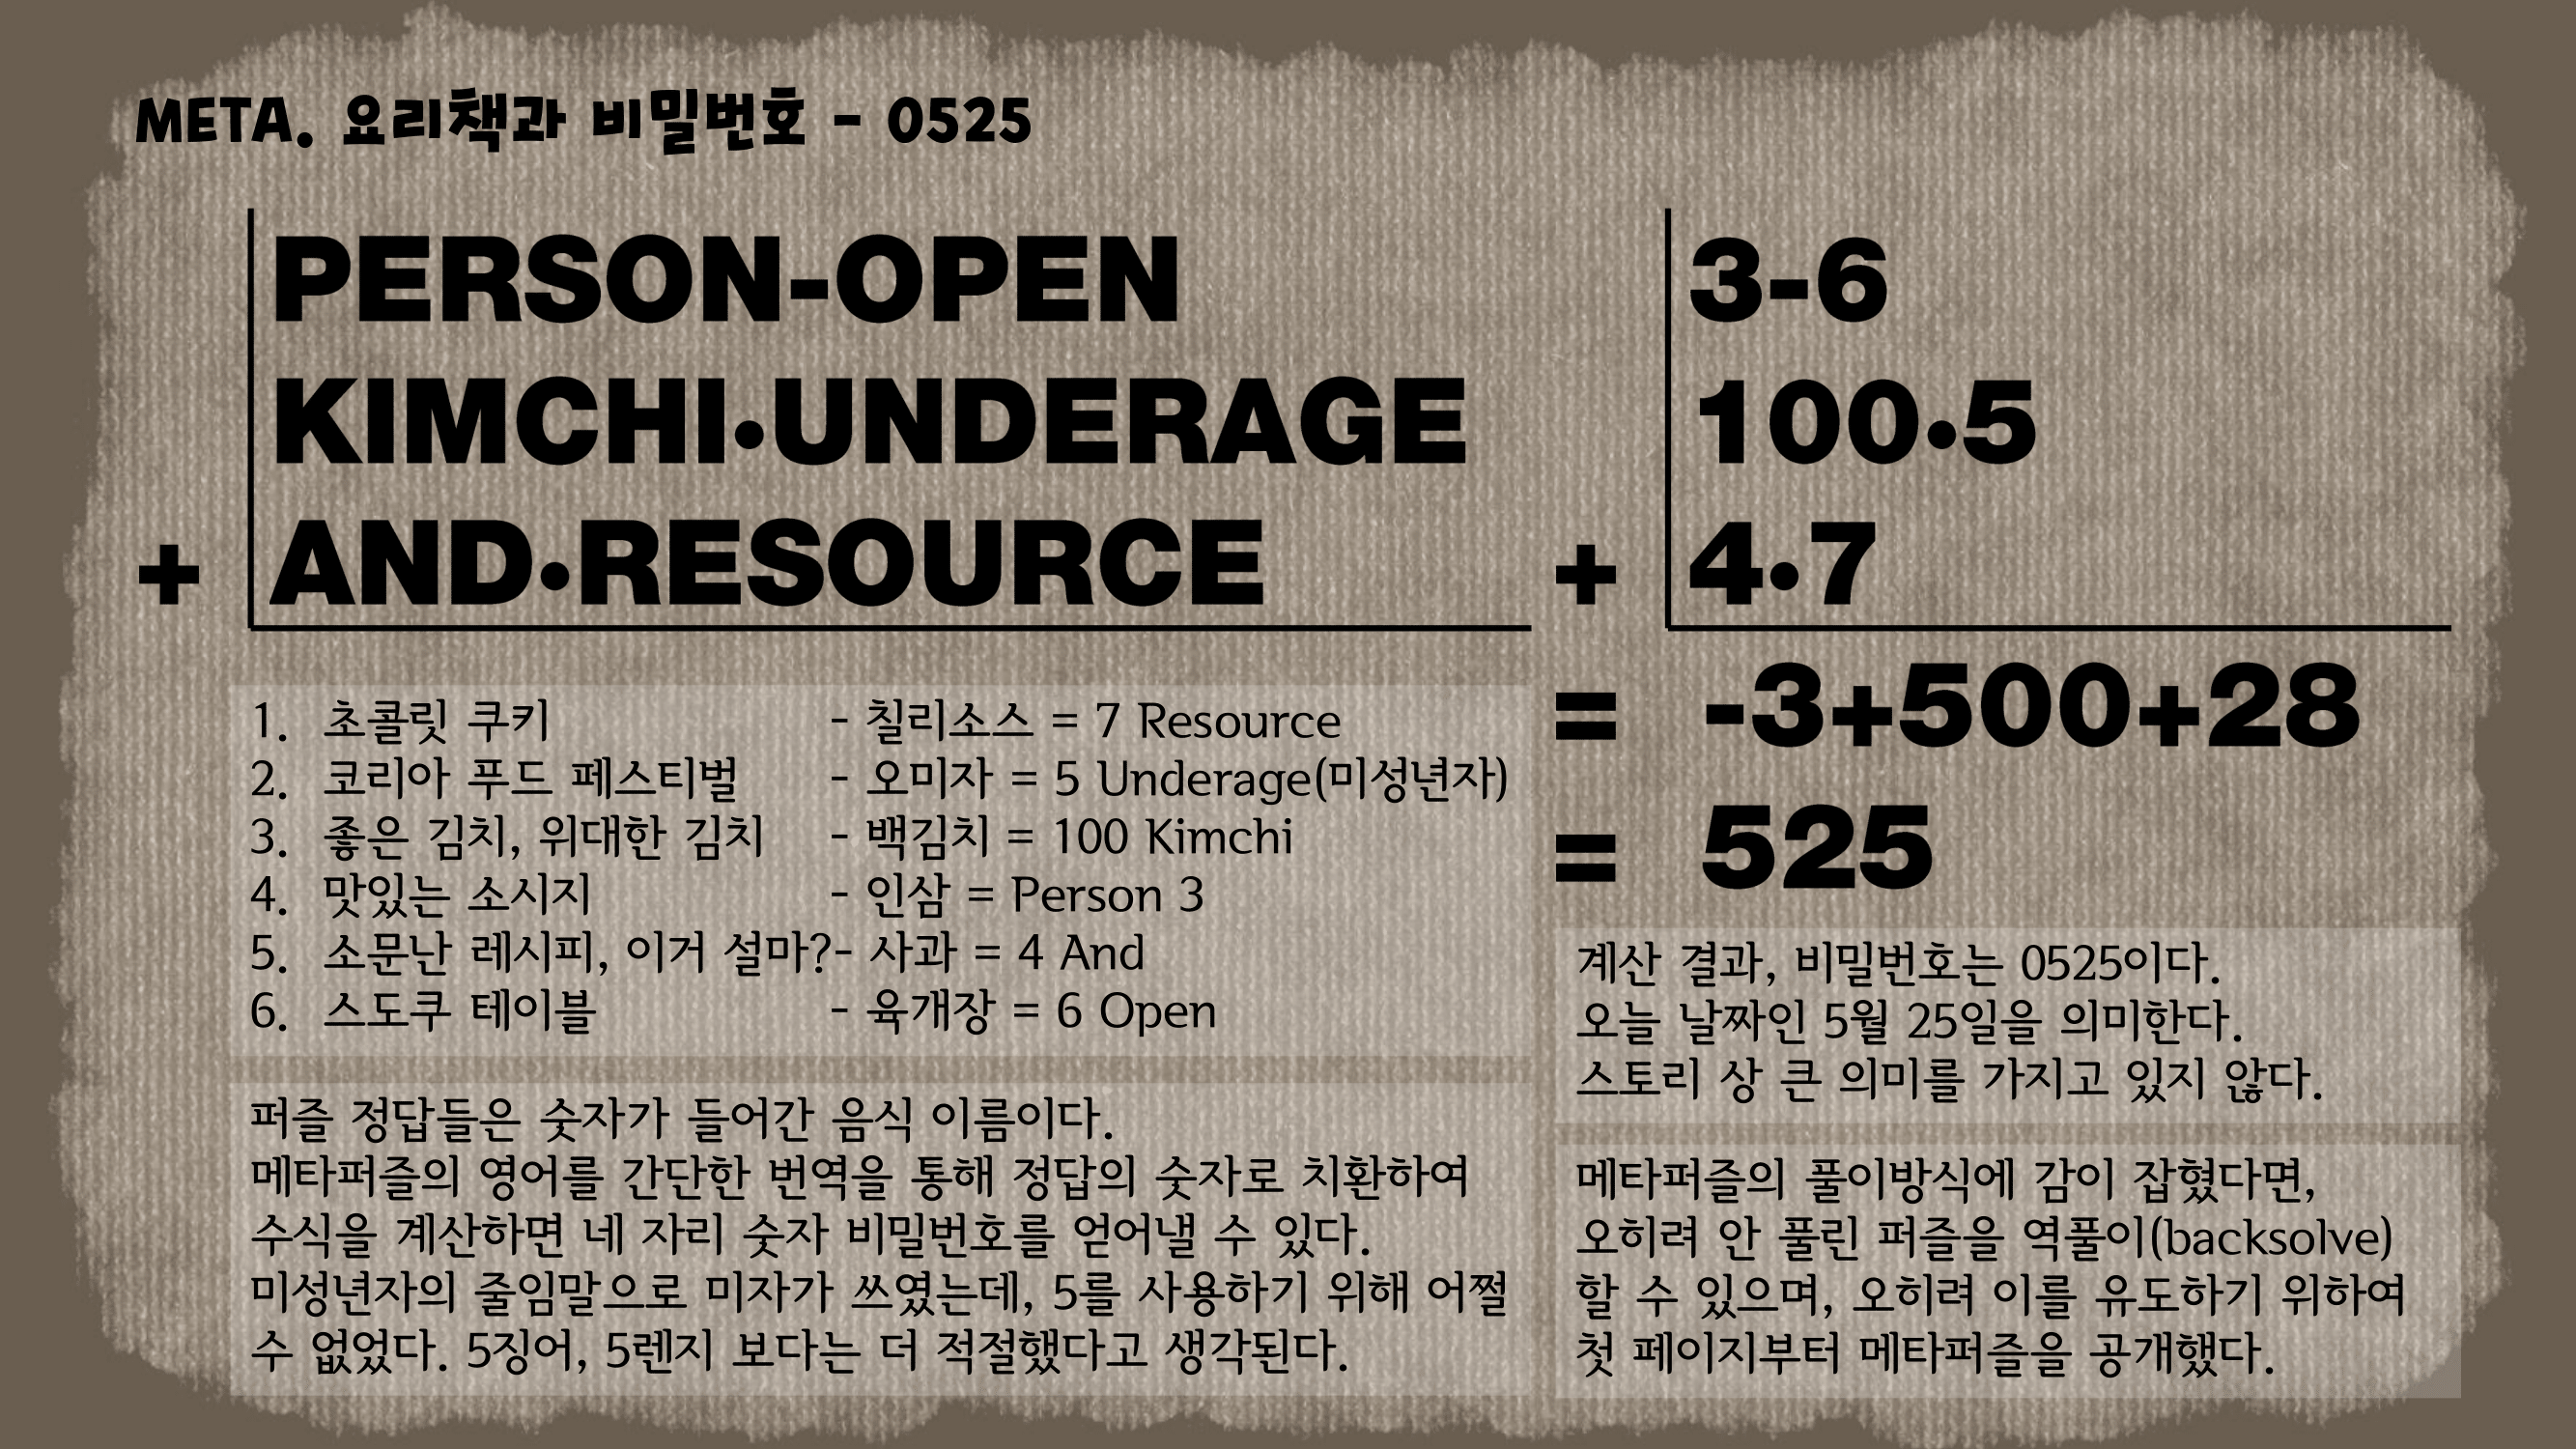 META. 요리책과 비밀번호 - 0525
PERSON-OPEN
KIMCHI•UNDERAGE
+ AND•RESOURCE
3-6
100•5
+ 4•7
= -3+500+28
= 525
1. 초콜릿 쿠키 - 칠리소스 = 7 Resource
2. 코리아 푸드 페스티벌 - 오미자 = 5 Underage(미성년자)
3. 좋은 김치, 위대한 김치 - 백김치 = 100 Kimchi
4. 맛있는 소시지 - 인삼 = Person 3
5. 소문난 레시피, 이거 설마?- 사과 = 4 And
6. 스도쿠 테이블 - 육개장 = 6 Open
퍼즐 정답들은 숫자가 들어간 음식 이름이다.
메타퍼즐의 영어를 간단한 번역을 통해 정답의 숫자로 치환하여
수식을 계산하면 네 자리 숫자 비밀번호를 얻어낼 수 있다.
미성년자의 줄임말으로 미자가 쓰였는데, 5를 사용하기 위해 어쩔
수 없었다. 5징어, 5렌지 보다는 더 적절했다고 생각된다.
계산 결과, 비밀번호는 0525이다.
오늘 날짜인 5월 25일을 의미한다.
스토리 상 큰 의미를 가지고 있지 않다.
메타퍼즐의 풀이방식에 감이 잡혔다면,
오히려 안 풀린 퍼즐을 역풀이(backsolve)
할 수 있으며, 오히려 이를 유도하기 위하여
첫 페이지부터 메타퍼즐을 공개했다.